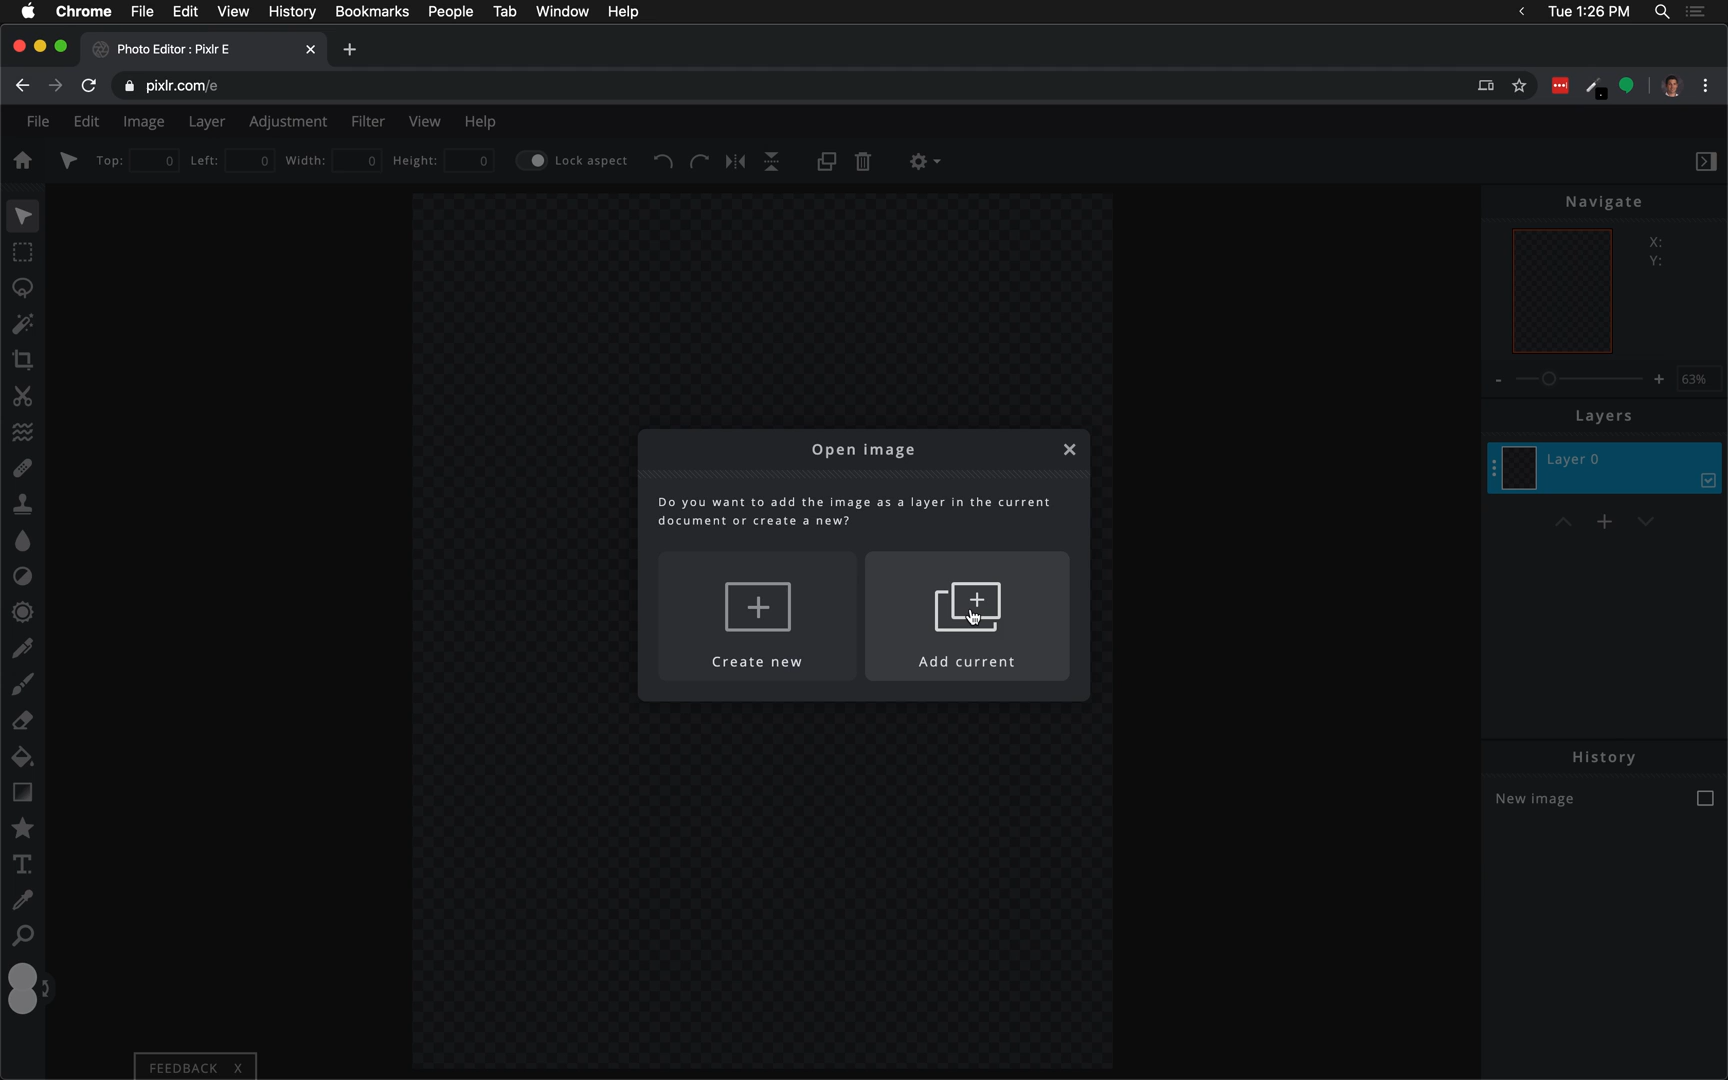 Chrome File Edit View History Bookmarks People Tab Window Help
Tue 1:26 PM
Photo Editor : Pixlr E
pixlr.com/e
File Edit Image Layer Adjustment Filter View Help
Top: 0 Left: 0 Width: 0 Height: 0 Lock aspect
Navigate
X:
Y:
- + 63%
Layers
Layer 0
Open image
Do you want to add the image as a layer in the current
document or create a new?
Create new
Add current
History
New image
FEEDBACK X